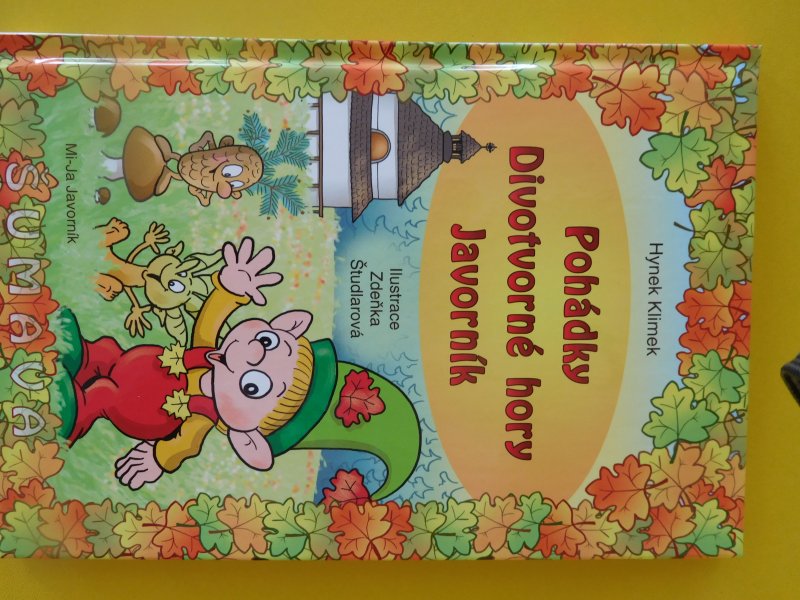 Hynek Klimek
Pohádky
Divotvorné hory
Javorník
Ilustrace
Zdeňka
Študlarová
Mi-Ja Javorník
ŠUMAVA